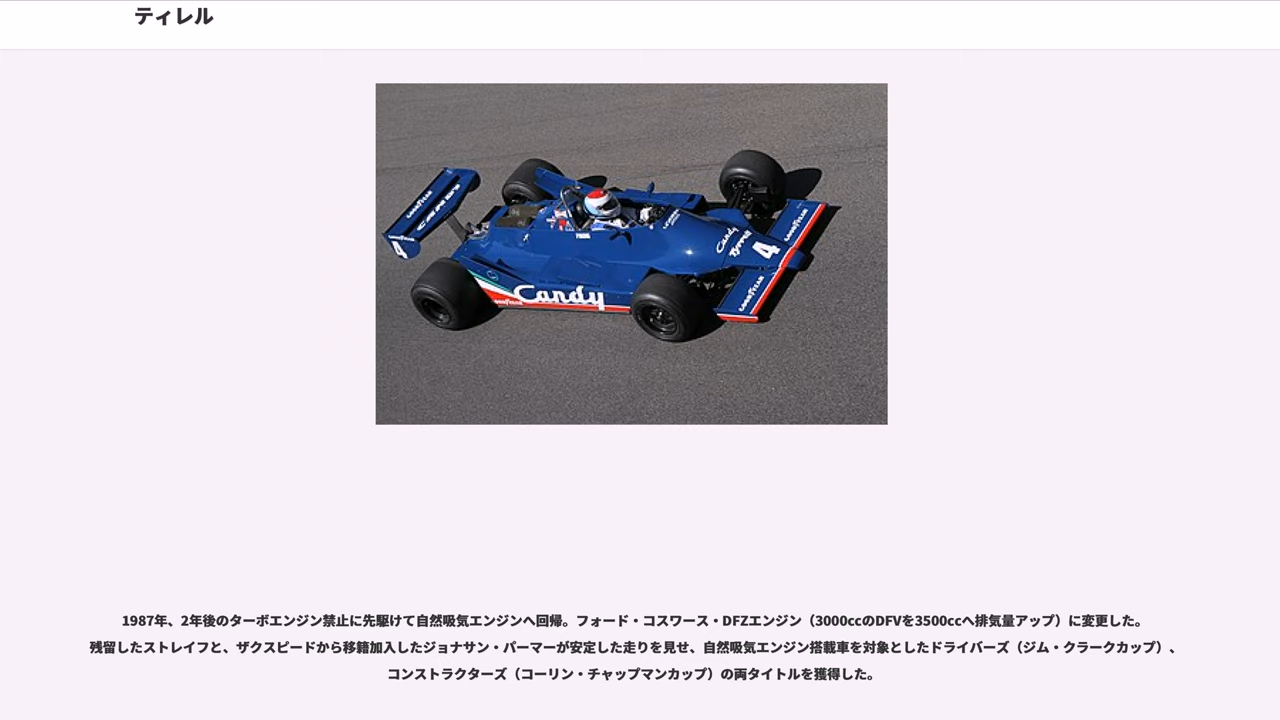 ティレル
GOODYEAR
CANDY
GOODYEAR
4
Candy
Tyrrell
4
GOODYEAR
GOODYEAR
GOODYEAR
Candy
1987年、2年後のターボエンジン禁止に先駆けて自然吸気エンジンへ回帰。フォード・コスワース・DFZエンジン（3000ccのDFVを3500ccへ排気量アップ）に変更した。
残留したストレイフと、ザクスピードから移籍加入したジョナサン・パーマーが安定した走りを見せ、自然吸気エンジン搭載車を対象としたドライバーズ（ジム・クラークカップ）、
コンストラクターズ（コーリン・チャップマンカップ）の両タイトルを獲得した。